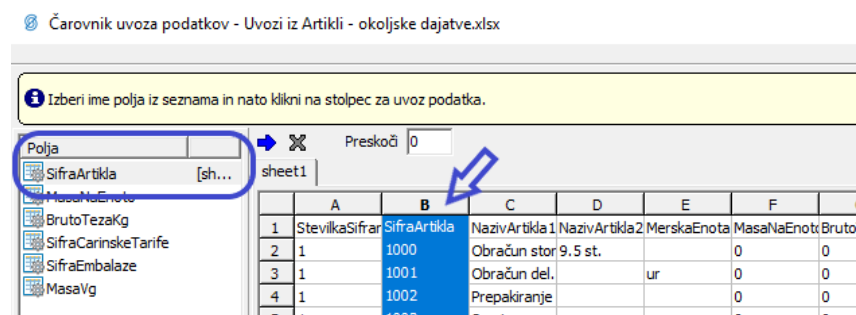 Čarovnik uvoza podatkov - Uvozi iz Artikli - okoljske dajatve.xlsx
Izberi ime polja iz seznama in nato klikni na stolpec za uvoz podatka.
Polja
SifraArtikla [sh...
MasaNaEnoto
BrutoTezaKg
SifraCarinskeTarife
SifraEmbalaze
MasaVg
Preskoči 0
sheet1
A B C D E F
1 StevilkaSifrar SifraArtikla NazivArtikla1 NazivArtikla2 MerskaEnota MasaNaEnoto Bruto
2 1 1000 Obračun stor 9.5 st. 0 0
3 1 1001 Obračun del. ur 0 0
4 1 1002 Prepakiranje 0 0